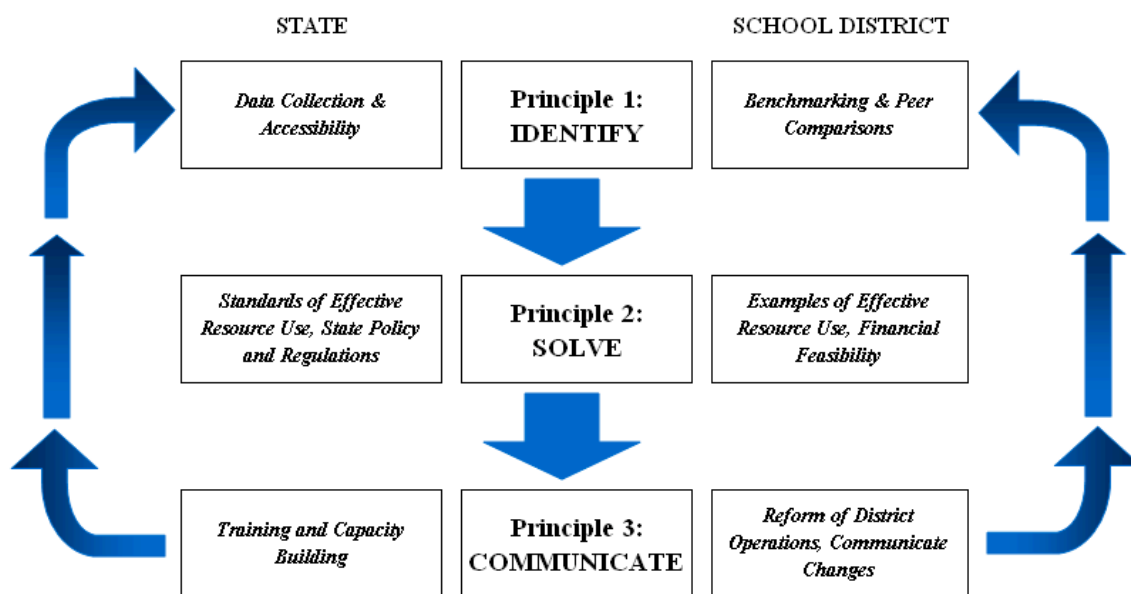 STATE
SCHOOL DISTRICT
Data Collection &
Accessibility
Principle 1:
IDENTIFY
Benchmarking & Peer
Comparisons
Standards of Effective
Resource Use, State Policy
and Regulations
Principle 2:
SOLVE
Examples of Effective
Resource Use, Financial
Feasibility
Training and Capacity
Building
Principle 3:
COMMUNICATE
Reform of District
Operations, Communicate
Changes